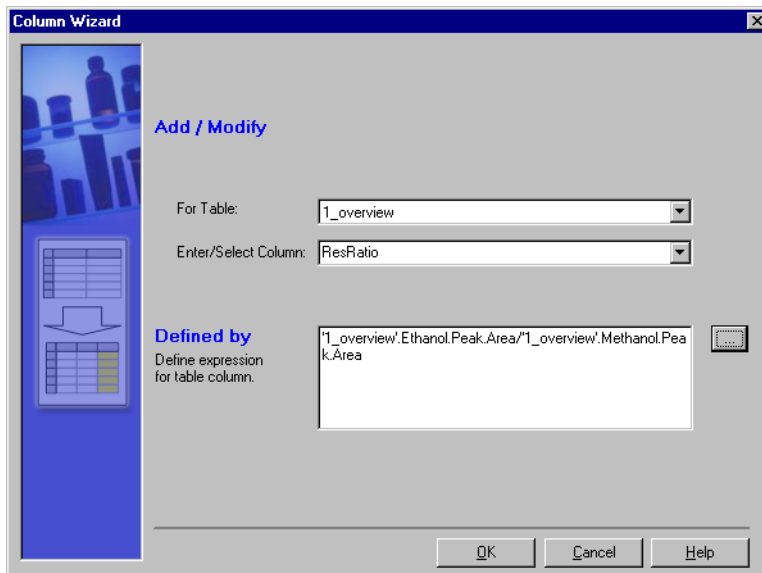 Column Wizard
Add / Modify
For Table:
1_overview
Enter/Select Column:
ResRatio
Defined by
Define expression
for table column.
'1_overview'.Ethanol.Peak.Area/'1_overview'.Methanol.Pea
k.Area
...
OK
Cancel
Help